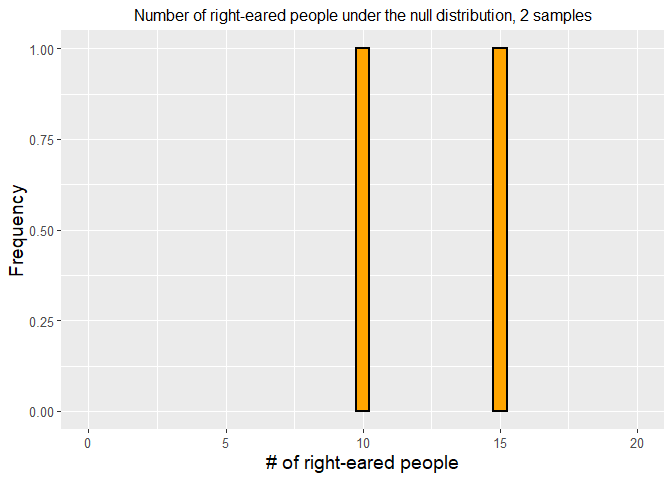 Number of right-eared people under the null distribution, 2 samples
1.00
0.75
0.50
0.25
0.00
Frequency
0 5 10 15 20
# of right-eared people